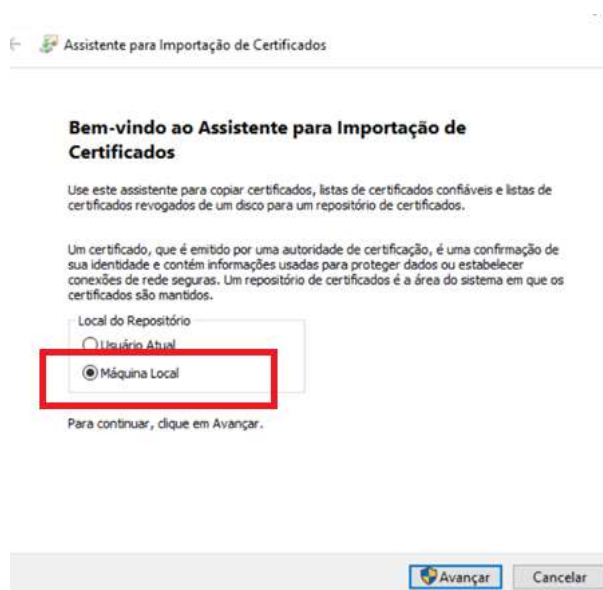 Assistente para Importação de Certificados
Bem-vindo ao Assistente para Importação de
Certificados
Use este assistente para copiar certificados, listas de certificados confiáveis e listas de
certificados revogados de um disco para um repositório de certificados.
Um certificado, que é emitido por uma autoridade de certificação, é uma confirmação de
sua identidade e contém informações usadas para proteger dados ou estabelecer
conexões de rede seguras. Um repositório de certificados é a área do sistema em que os
certificados são mantidos.
Local do Repositório
Usuário Atual
Máquina Local
Para continuar, clique em Avançar.
Avançar Cancelar